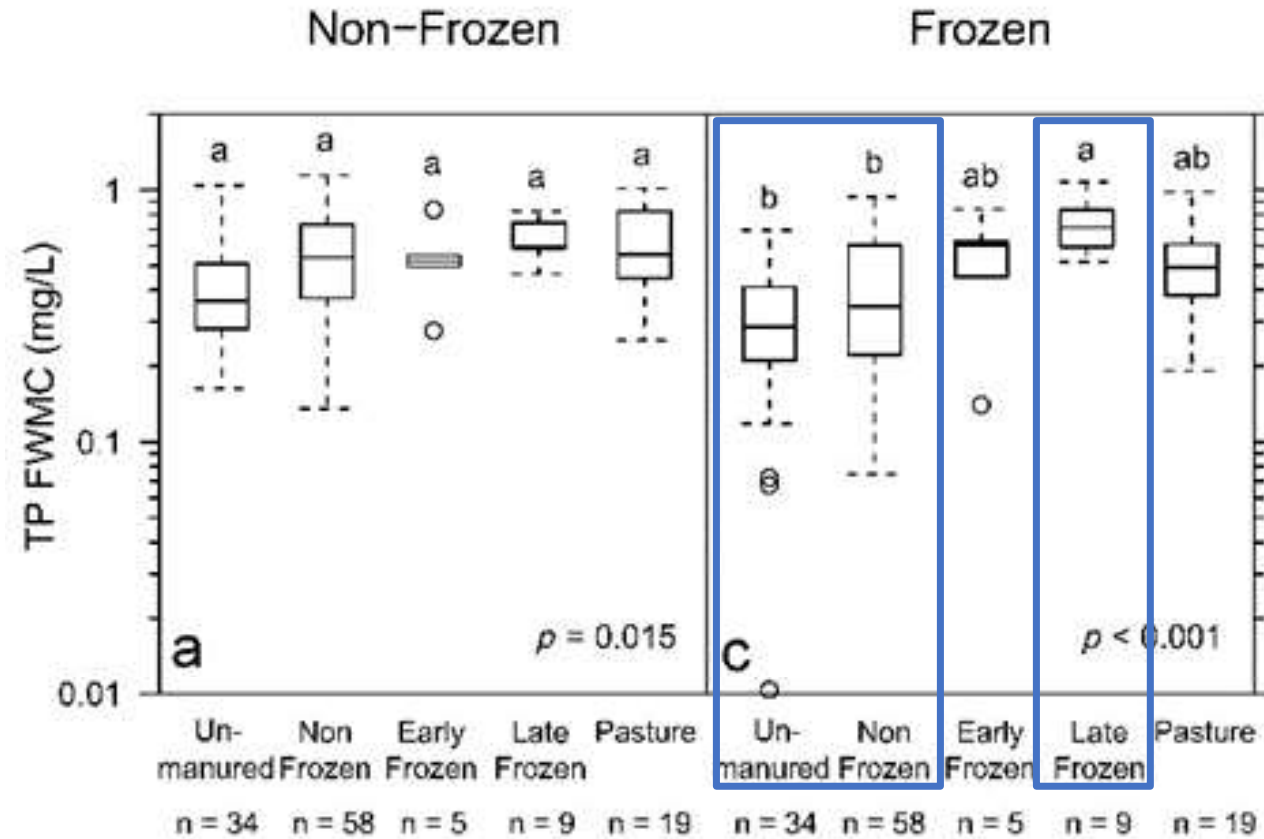 Non-Frozen Frozen
TP FWMC (mg/L)
1
0.1
0.01
a a a a a
b b ab a ab
a p = 0.015
c p < 0.001
Un- Non Early Late Pasture Un- Non Early Late Pasture
manured Frozen Frozen Frozen manured Frozen Frozen Frozen
n = 34 n = 58 n = 5 n = 9 n = 19 n = 34 n = 58 n = 5 n = 9 n = 19